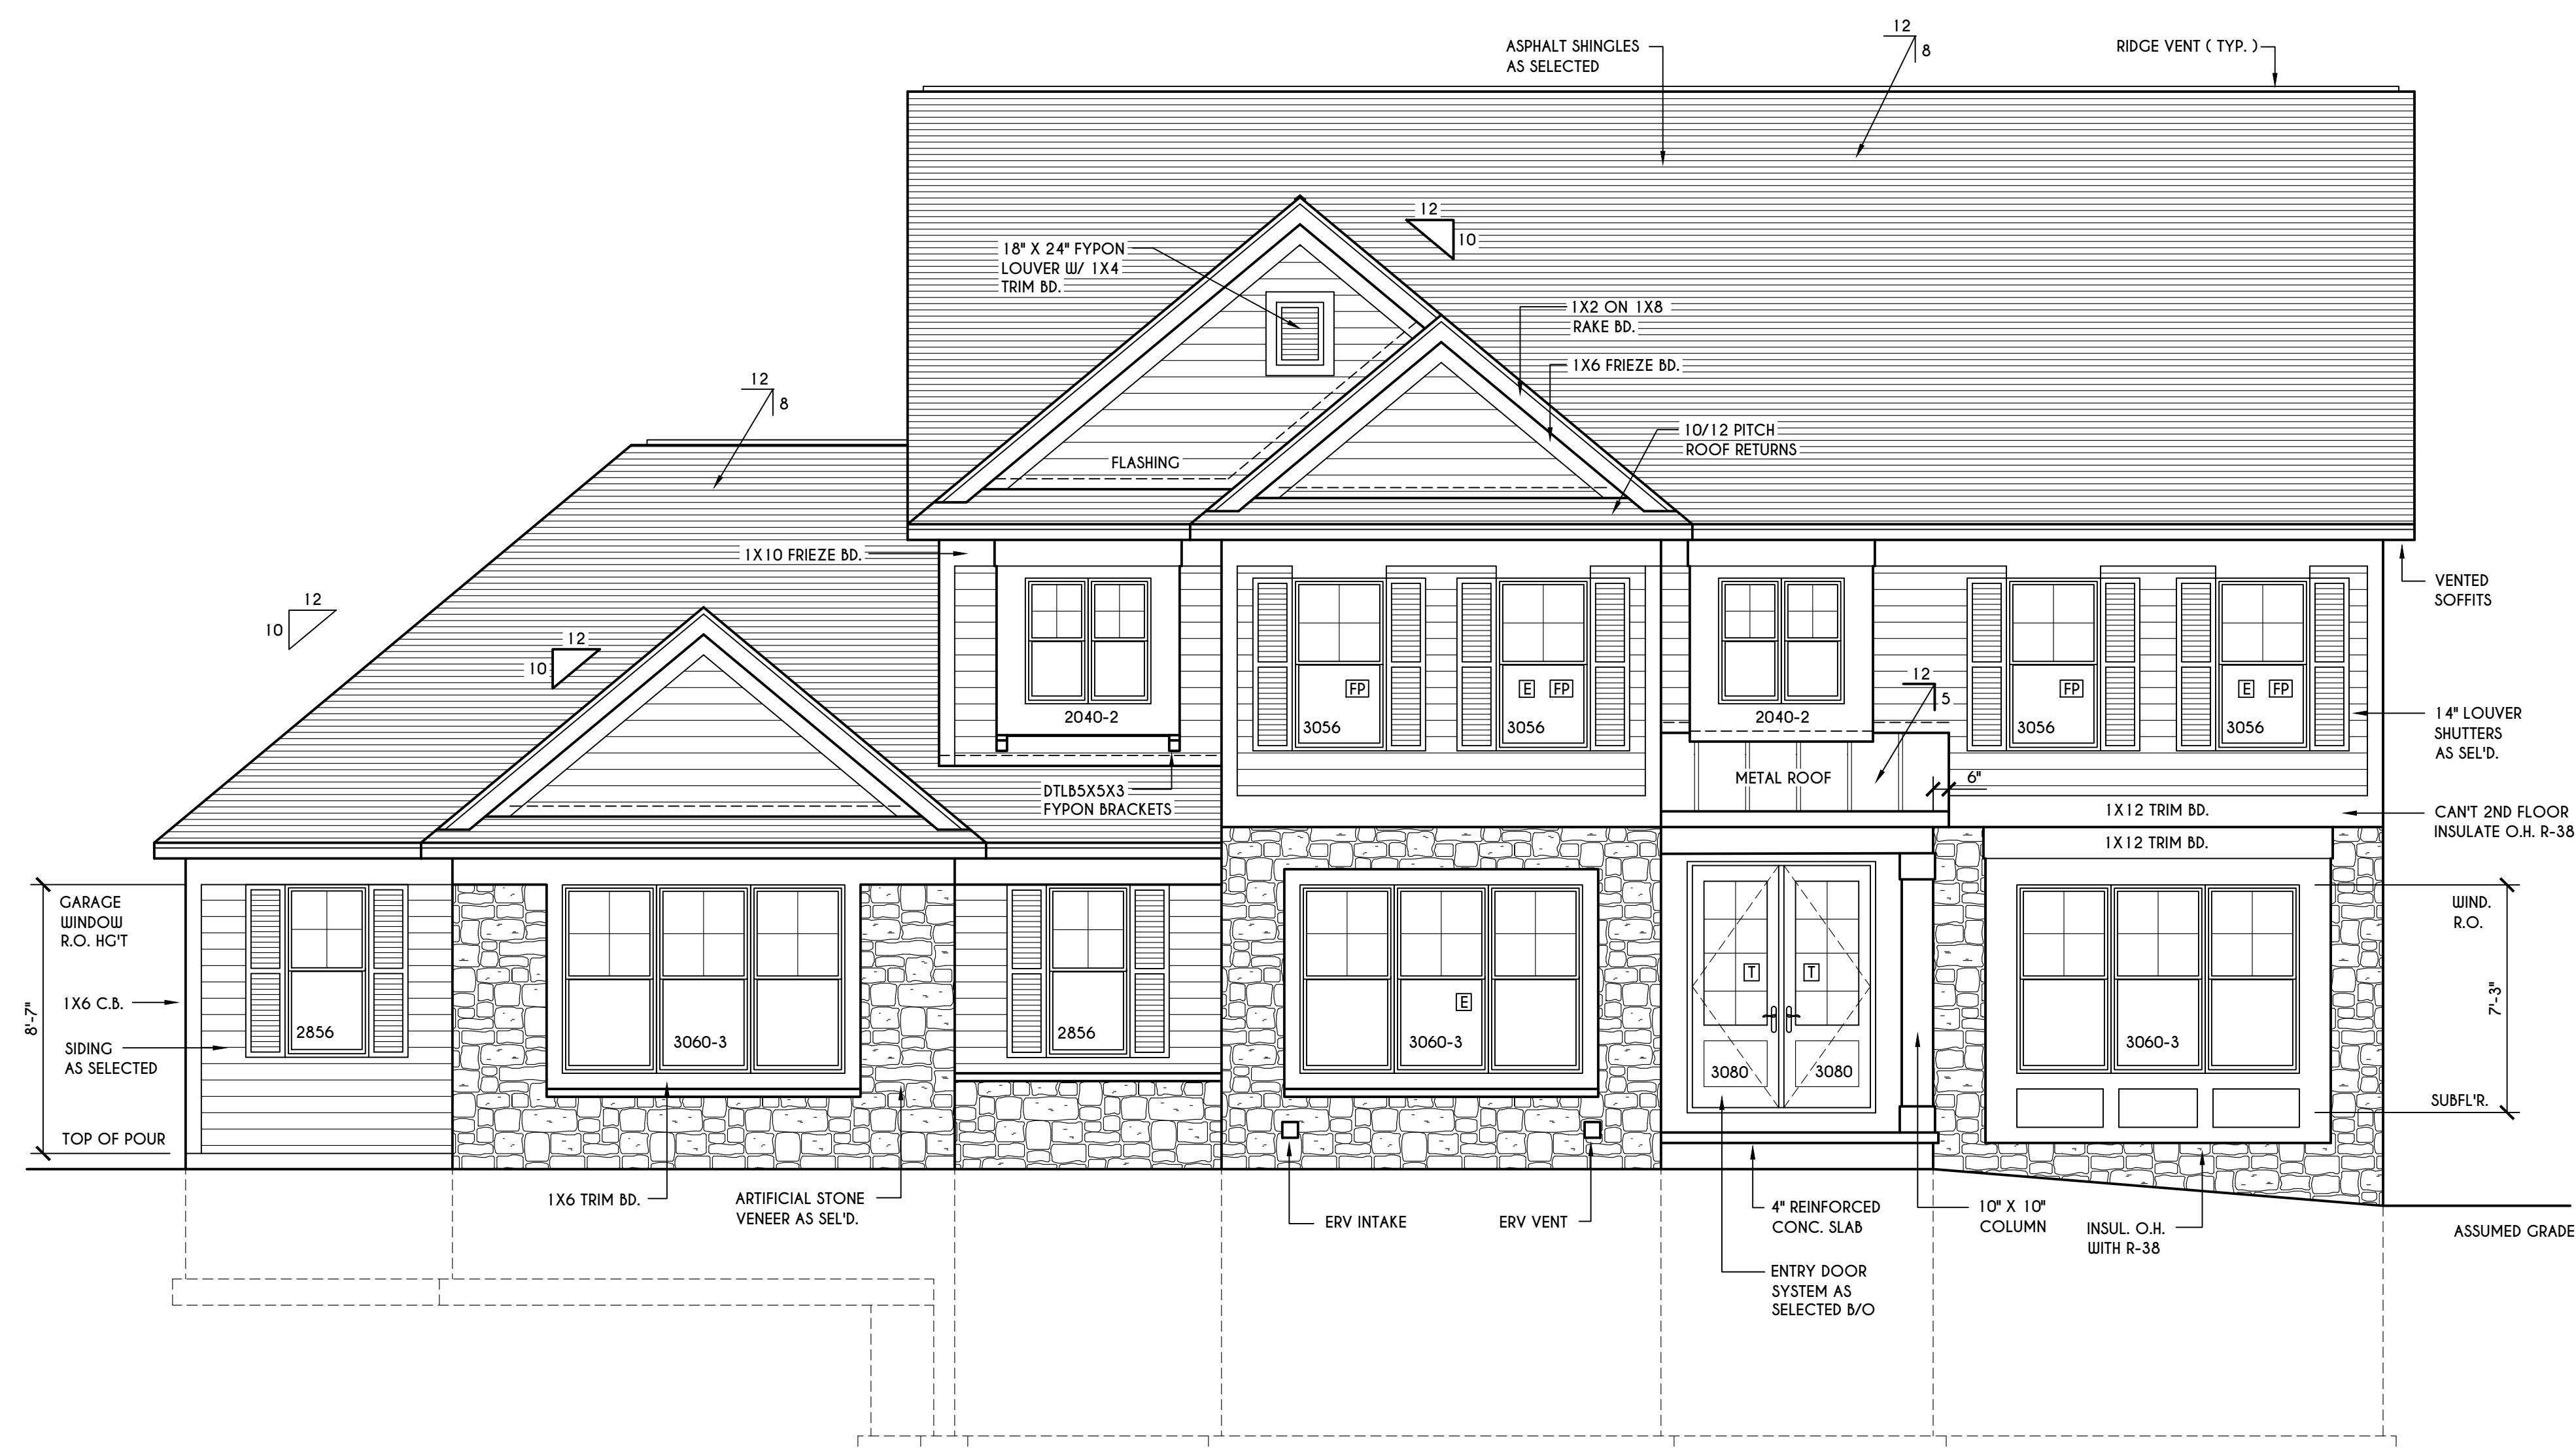 12
8
ASPHALT SHINGLES
AS SELECTED
RIDGE VENT ( TYP. )
12
10
18" X 24" FYPON
LOUVER W/ 1X4
TRIM BD.
1X2 ON 1X8
RAKE BD.
1X6 FRIEZE BD.
12
8
10/12 PITCH
ROOF RETURNS
FLASHING
1X10 FRIEZE BD.
VENTED
SOFFITS
12
10
12
10
12
5
FP
E
FP
FP
E
FP
2040-2
3056
3056
2040-2
3056
3056
14" LOUVER
SHUTTERS
AS SEL'D.
METAL ROOF
6"
DTLB5X5X3
FYPON BRACKETS
1X12 TRIM BD.
1X12 TRIM BD.
CAN'T 2ND FLOOR
INSULATE O.H. R-38
GARAGE
WINDOW
R.O. HG'T
WIND.
R.O.
8'-7"
1X6 C.B.
SIDING
AS SELECTED
TOP OF POUR
2856
3060-3
2856
E
3060-3
T
T
3080
3080
3060-3
7'-3"
SUBFL'R.
1X6 TRIM BD.
ARTIFICIAL STONE
VENEER AS SEL'D.
ERV INTAKE
ERV VENT
4" REINFORCED
CONC. SLAB
10" X 10"
COLUMN
INSUL. O.H.
WITH R-38
ASSUMED GRADE
ENTRY DOOR
SYSTEM AS
SELECTED B/O